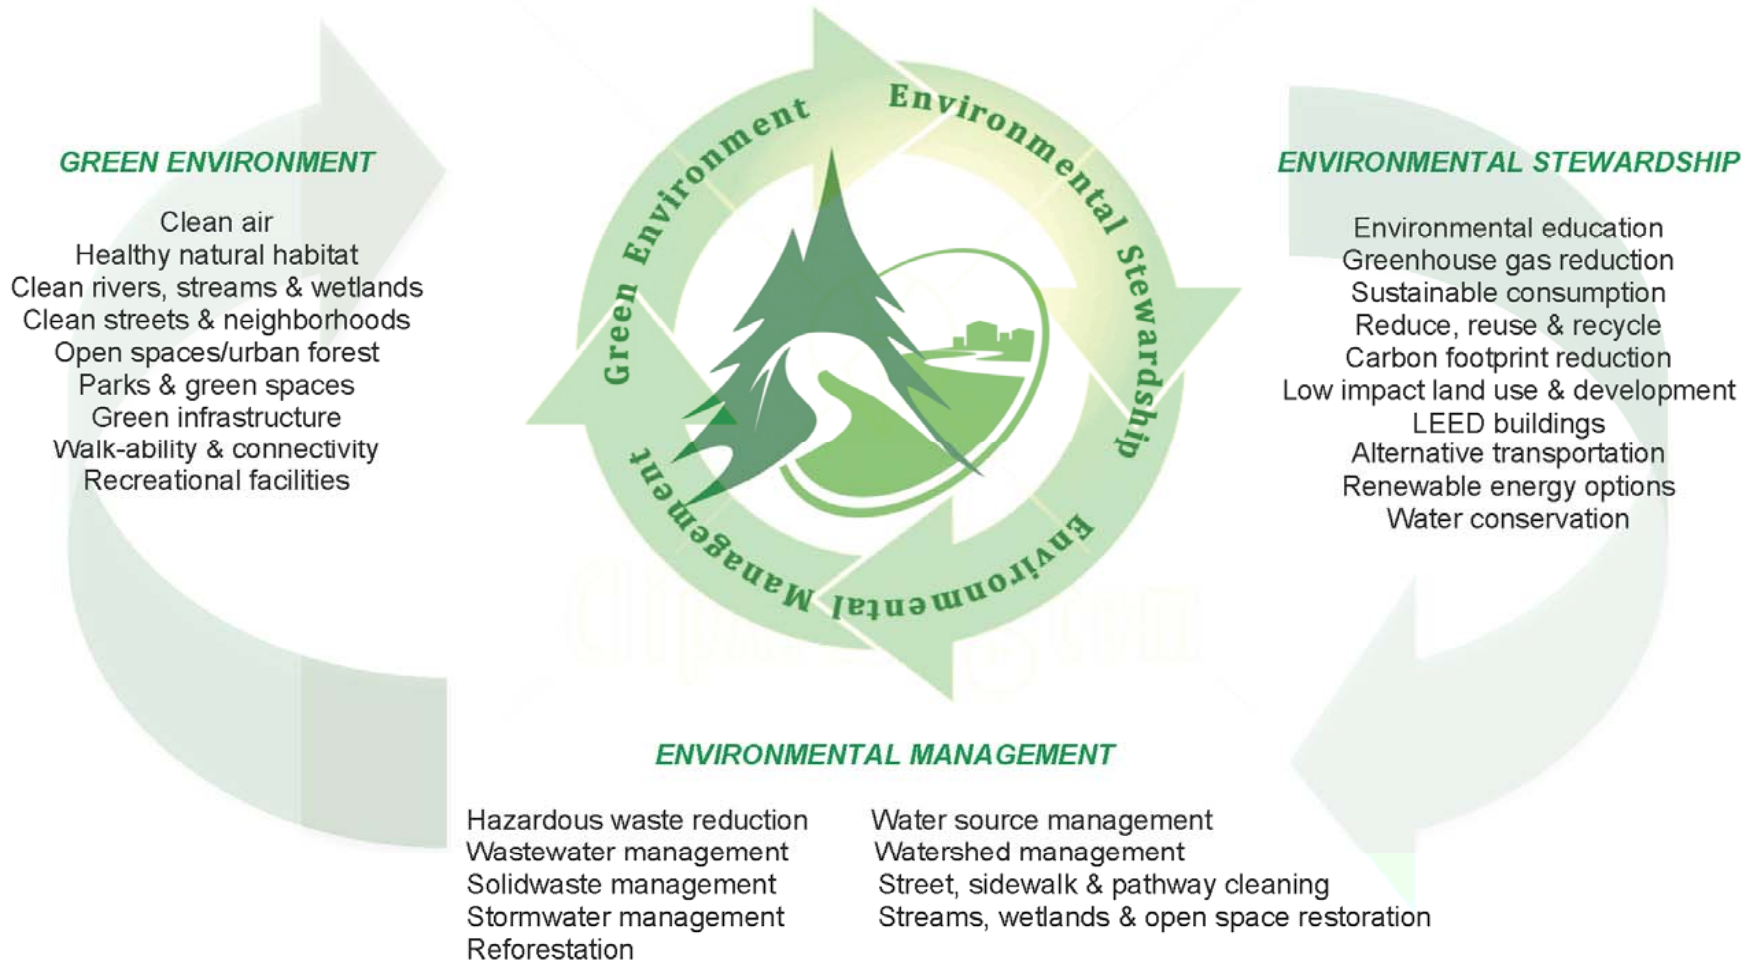 GREEN ENVIRONMENT
Clean air
Healthy natural habitat
Clean rivers, streams & wetlands
Clean streets & neighborhoods
Open spaces/urban forest
Parks & green spaces
Green infrastructure
Walk-ability & connectivity
Recreational facilities
Green Environment
Environmental Stewardship
Environmental Management
ENVIRONMENTAL STEWARDSHIP
Environmental education
Greenhouse gas reduction
Sustainable consumption
Reduce, reuse & recycle
Carbon footprint reduction
Low impact land use & development
LEED buildings
Alternative transportation
Renewable energy options
Water conservation
ENVIRONMENTAL MANAGEMENT
Hazardous waste reduction
Wastewater management
Solidwaste management
Stormwater management
Reforestation
Water source management
Watershed management
Street, sidewalk & pathway cleaning
Streams, wetlands & open space restoration